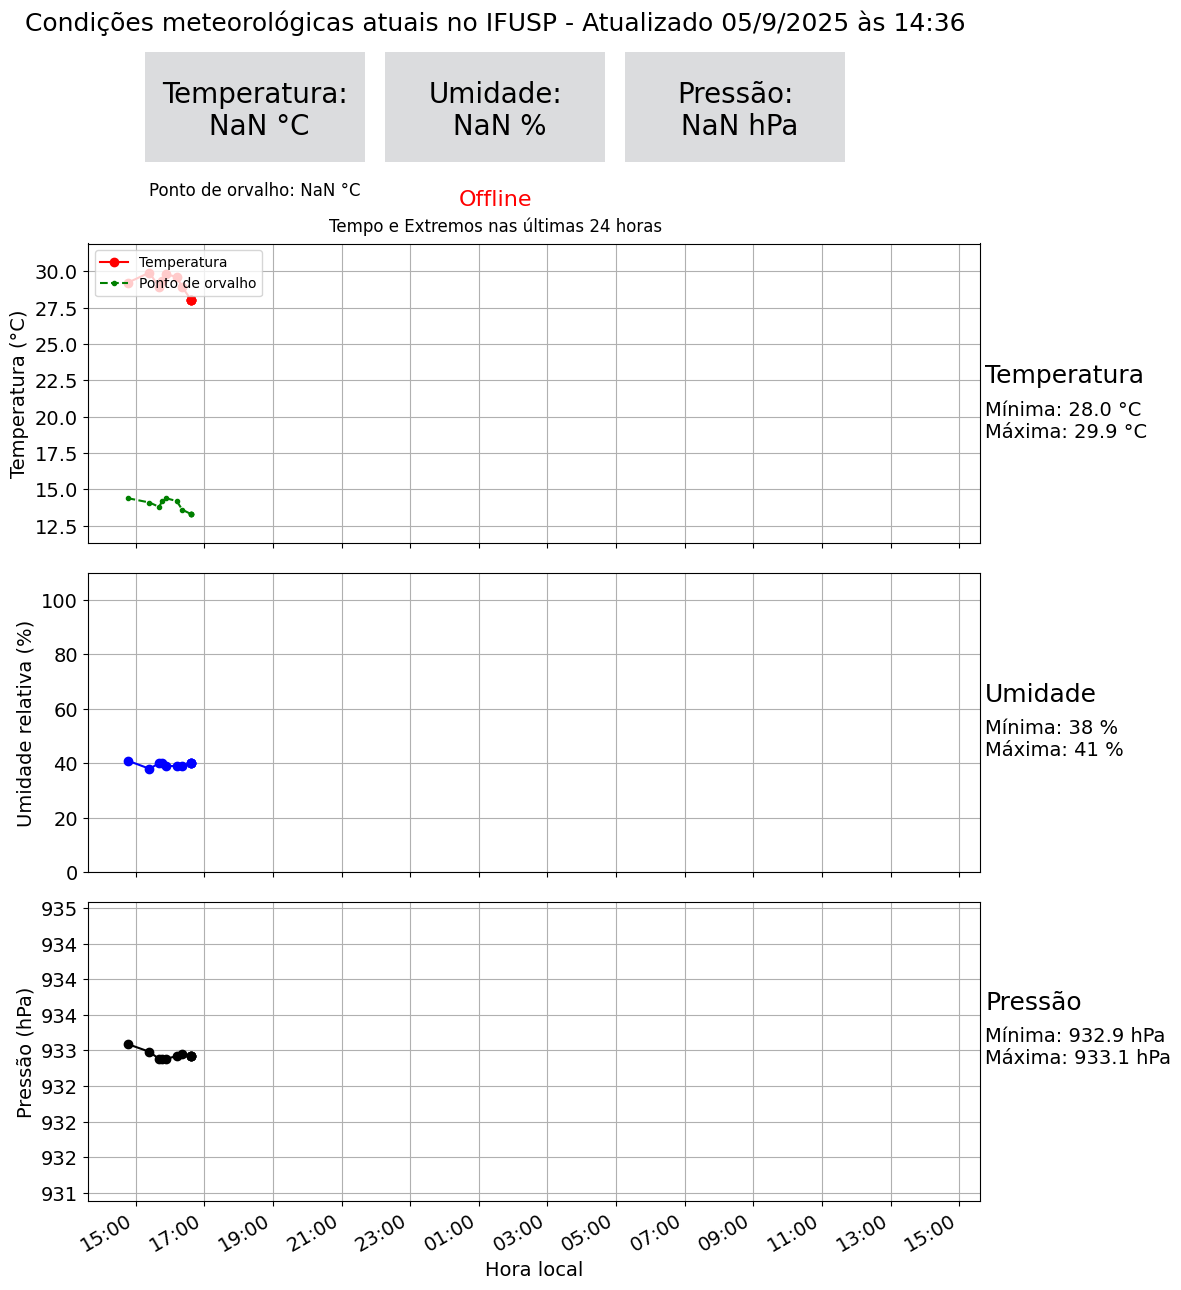 Condições meteorológicas atuais no IFUSP - Atualizado 05/9/2025 às 14:36
Temperatura:
NaN °C
Umidade:
NaN %
Pressão:
NaN hPa
Ponto de orvalho: NaN °C
Offline
Tempo e Extremos nas últimas 24 horas
Temperatura
Ponto de orvalho
Temperatura (°C)
30.0
27.5
25.0
22.5
20.0
17.5
15.0
12.5
Temperatura
Mínima: 28.0 °C
Máxima: 29.9 °C
Umidade relativa (%)
100
80
60
40
20
0
Umidade
Mínima: 38 %
Máxima: 41 %
Pressão (hPa)
935
934
934
934
933
932
932
932
931
Pressão
Mínima: 932.9 hPa
Máxima: 933.1 hPa
15:00 17:00 19:00 21:00 23:00 01:00 03:00 05:00 07:00 09:00 11:00 13:00 15:00
Hora local